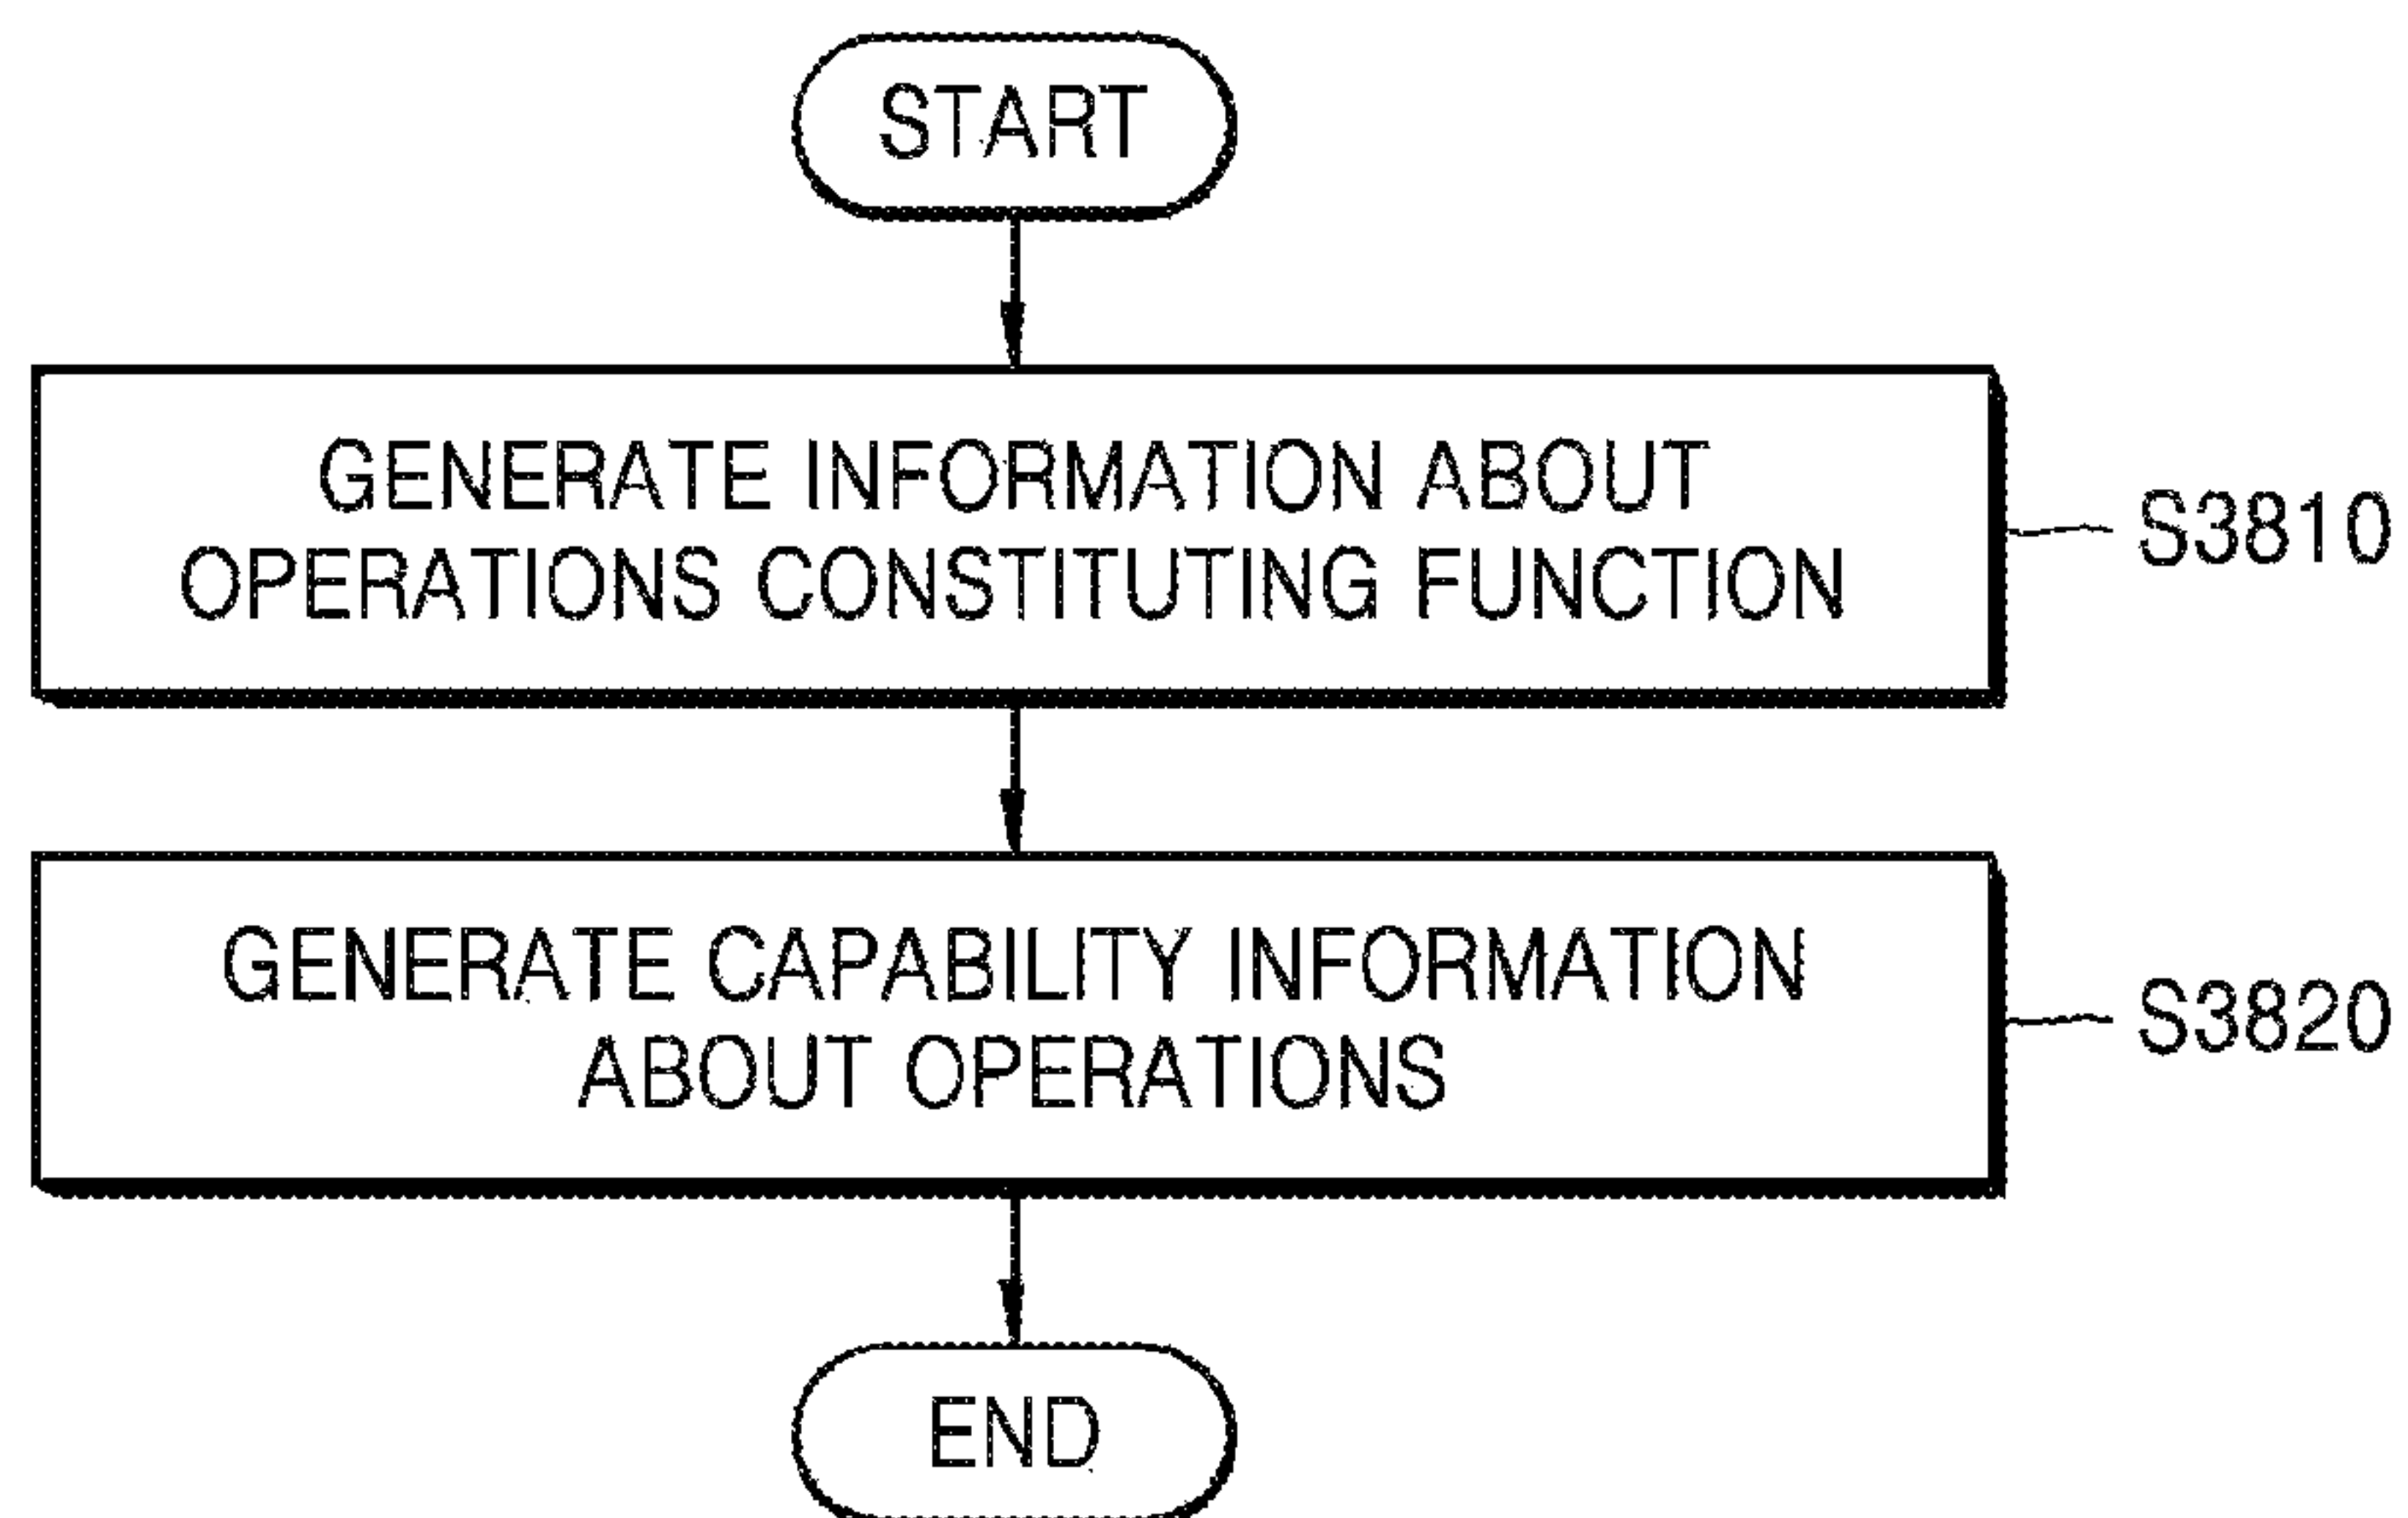 START
GENERATE INFORMATION ABOUT
OPERATIONS CONSTITUTING FUNCTION
S3810
GENERATE CAPABILITY INFORMATION
ABOUT OPERATIONS
S3820
END